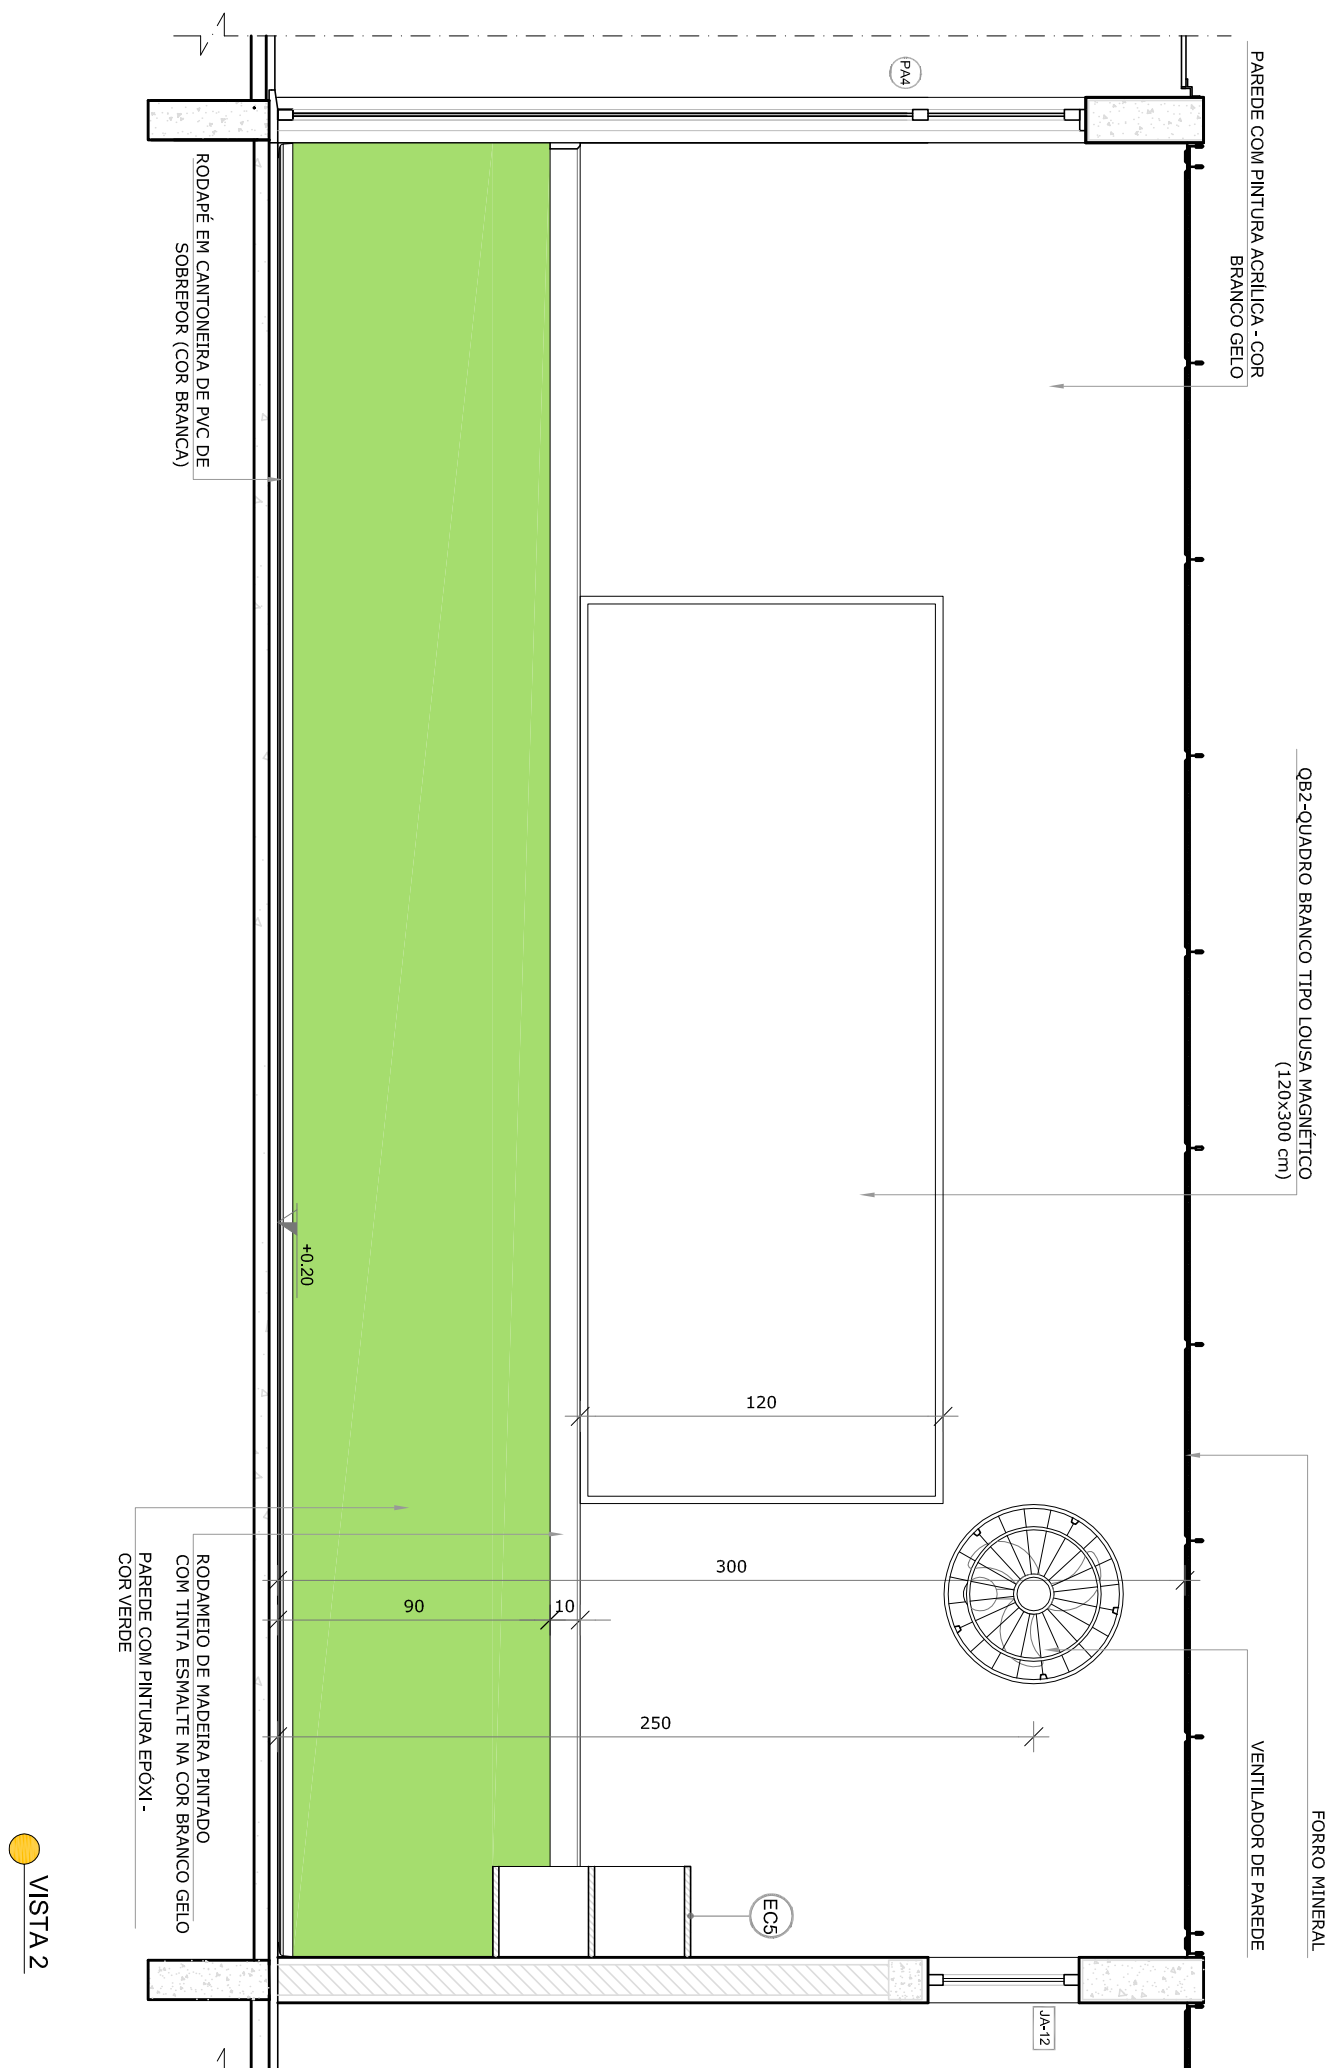 PAREDE COM PINTURA ACRÍLICA - COR
BRANCO GELO
QB2-QUADRO BRANCO TIPO LOUSA MAGNÉTICO
(120x300 cm)
FORRO MINERAL
VENTILADOR DE PAREDE
PA4
120
300
90
10
250
+0.20
EC5
JA-12
RODAPÉ EM CANTONEIRA DE PVC DE
SOBREPOR (COR BRANCA)
RODAMEIO DE MADEIRA PINTADO
COM TINTA ESMALTE NA COR BRANCO GELO
PAREDE COM PINTURA EPÓXI -
COR VERDE
VISTA 2